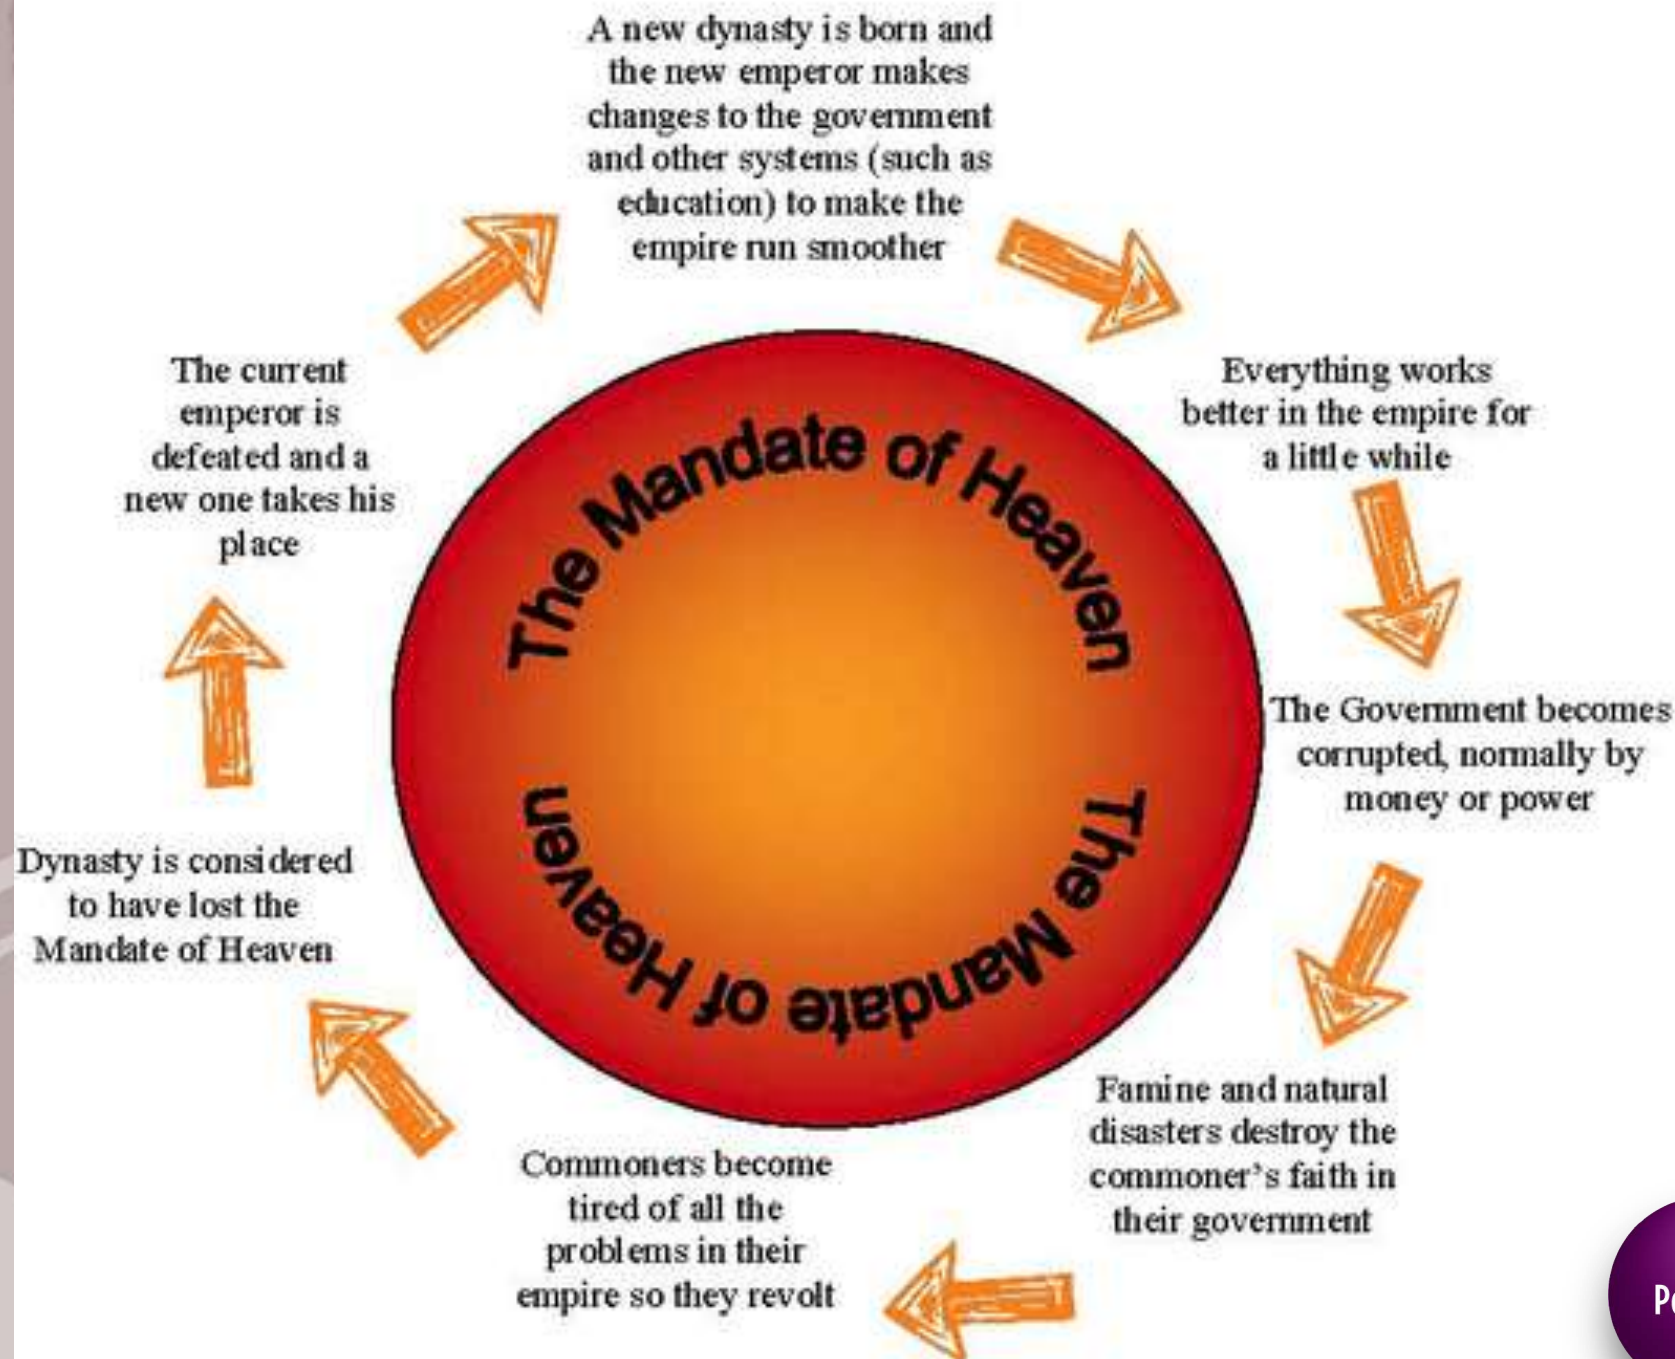 A new dynasty is born and
the new emperor makes
changes to the government
and other systems (such as
education) to make the
empire run smoother
Everything works
better in the empire for
a little while
The Government becomes
corrupted, normally by
money or power
Famine and natural
disasters destroy the
commoner's faith in
their government
Commoners become
tired of all the
problems in their
empire so they revolt
Dynasty is considered
to have lost the
Mandate of Heaven
The current
emperor is
defeated and a
new one takes his
place
The Mandate of Heaven
The Mandate of Heaven